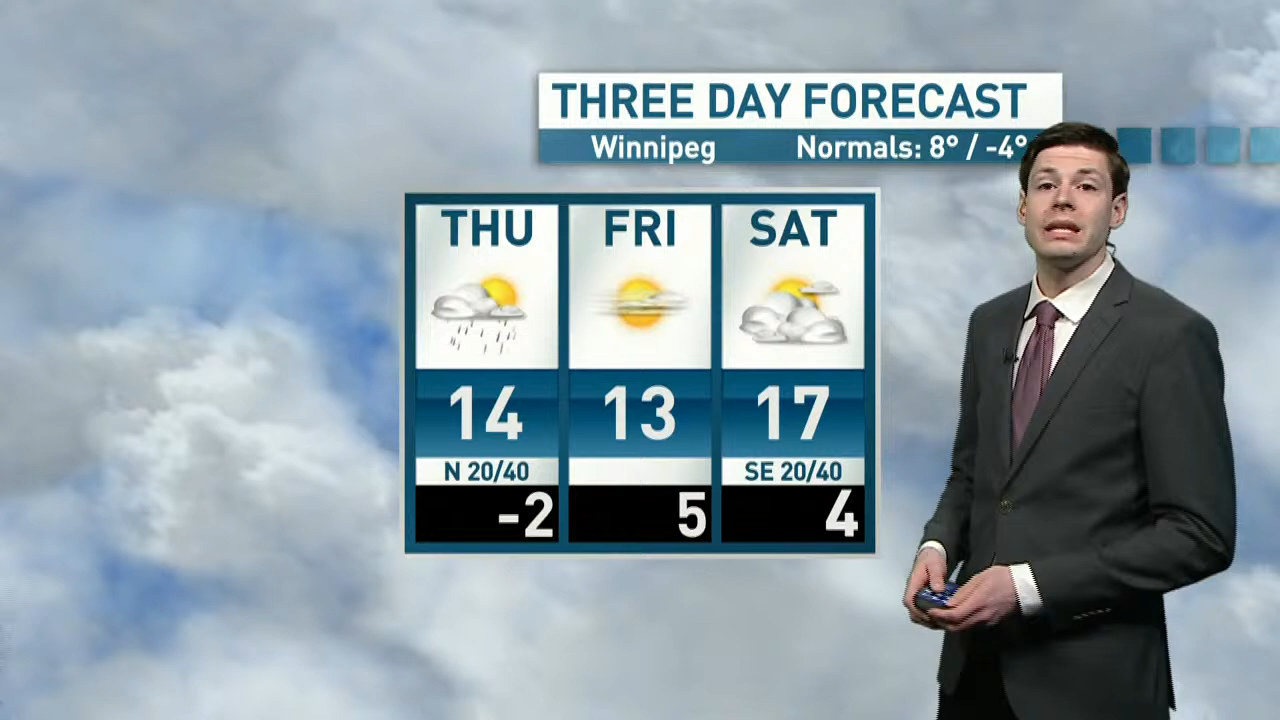 THREE DAY FORECAST
Winnipeg Normals: 8° / -4°
THU FRI SAT
14 13 17
N 20/40 SE 20/40
-2 5 4